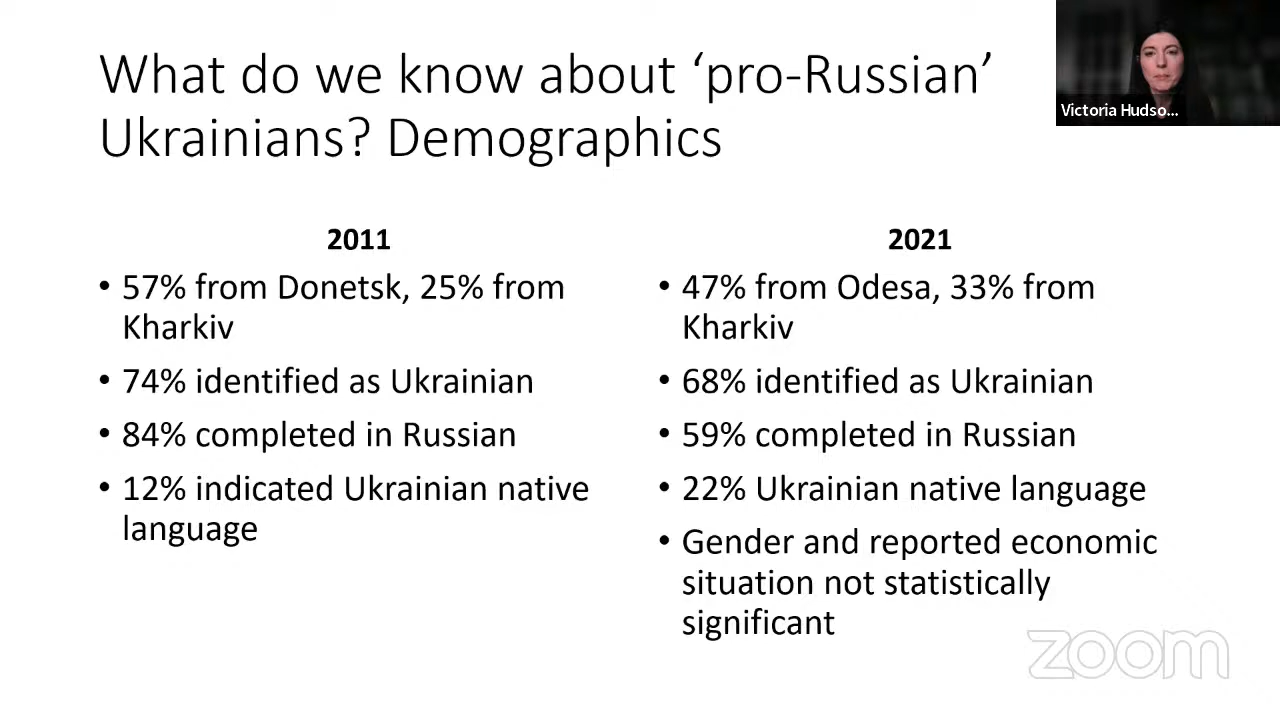 What do we know about ‘pro-Russian’
Ukrainians? Demographics
Victoria Hudso...
2011
• 57% from Donetsk, 25% from
Kharkiv
• 74% identified as Ukrainian
• 84% completed in Russian
• 12% indicated Ukrainian native
language
2021
• 47% from Odesa, 33% from
Kharkiv
• 68% identified as Ukrainian
• 59% completed in Russian
• 22% Ukrainian native language
• Gender and reported economic
situation not statistically
significant
zoom